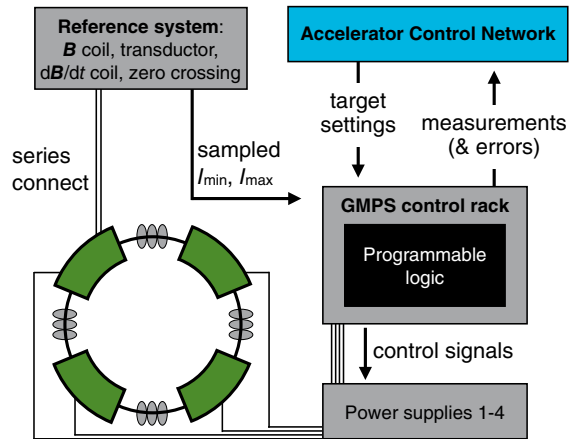 Reference system:
B coil, transductor,
dB/dt coil, zero crossing
Accelerator Control Network
target
settings
measurements
(& errors)
series
connect
sampled
Imin, Imax
GMPS control rack
Programmable
logic
control signals
Power supplies 1-4